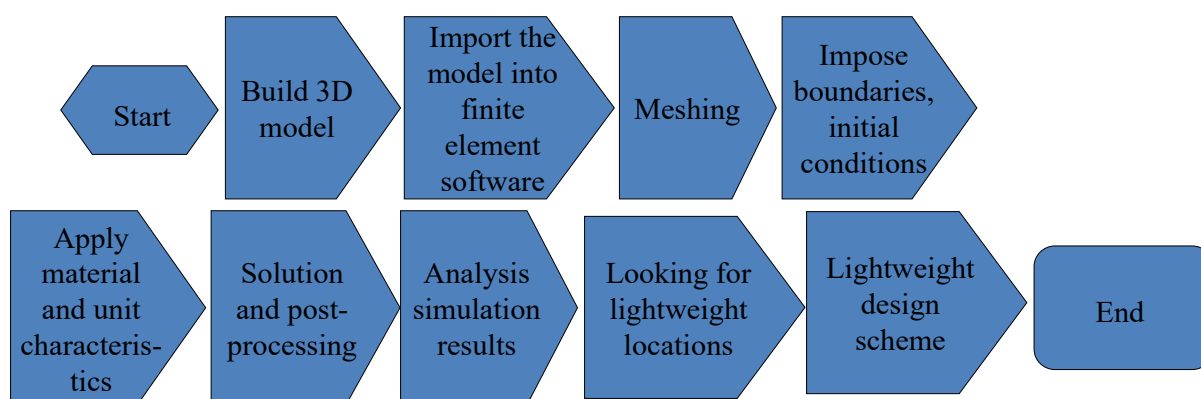 Start
Build 3D
model
Import the
model into
finite
element
software
Meshing
Impose
boundaries,
initial
conditions
Apply
material
and unit
characteris-
tics
Solution
and post-
processing
Analysis
simulation
results
Looking for
lightweight
locations
Lightweight
design
scheme
End